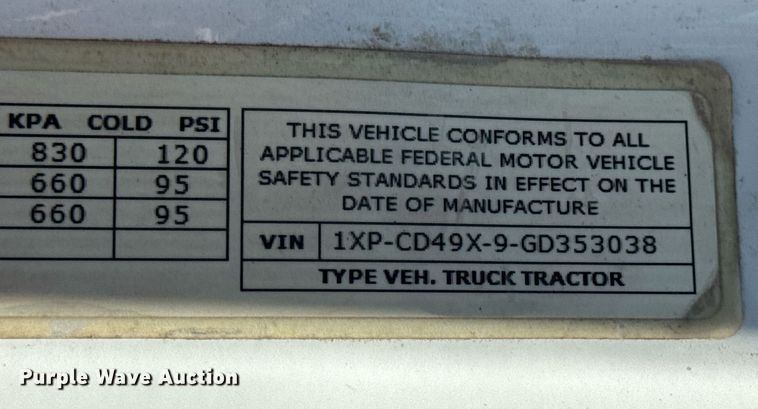 KPA COLD PSI
830 120
660 95
660 95
THIS VEHICLE CONFORMS TO ALL
APPLICABLE FEDERAL MOTOR VEHICLE
SAFETY STANDARDS IN EFFECT ON THE
DATE OF MANUFACTURE
VIN 1XP-CD49X-9-GD353038
TYPE VEH. TRUCK TRACTOR
Purple Wave Auction